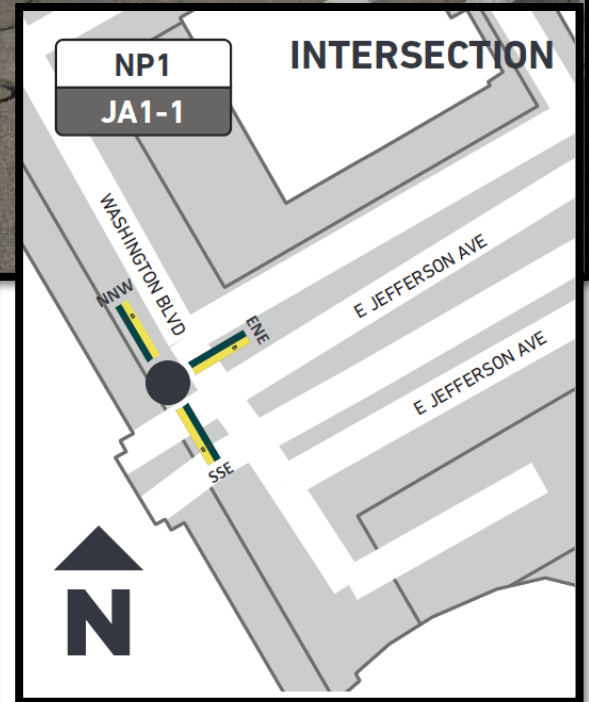 NP1
JA1-1
INTERSECTION
WASHINGTON BLVD
NNW
ENE
E JEFFERSON AVE
E JEFFERSON AVE
SSE
N